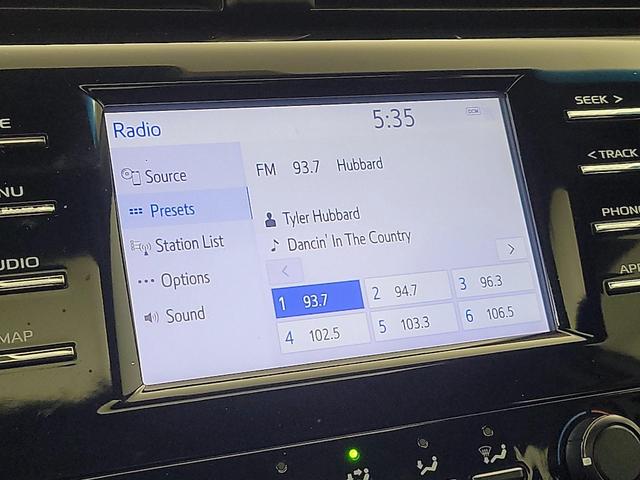 Radio
5:35
DCM
Source
Presets
Station List
Options
Sound
FM 93.7 Hubbard
Tyler Hubbard
Dancin' In The Country
1 93.7
2 94.7
3 96.3
4 102.5
5 103.3
6 106.5
SEEK >
< TRACK
PHONE
APP
E
NU
UDIO
MAP